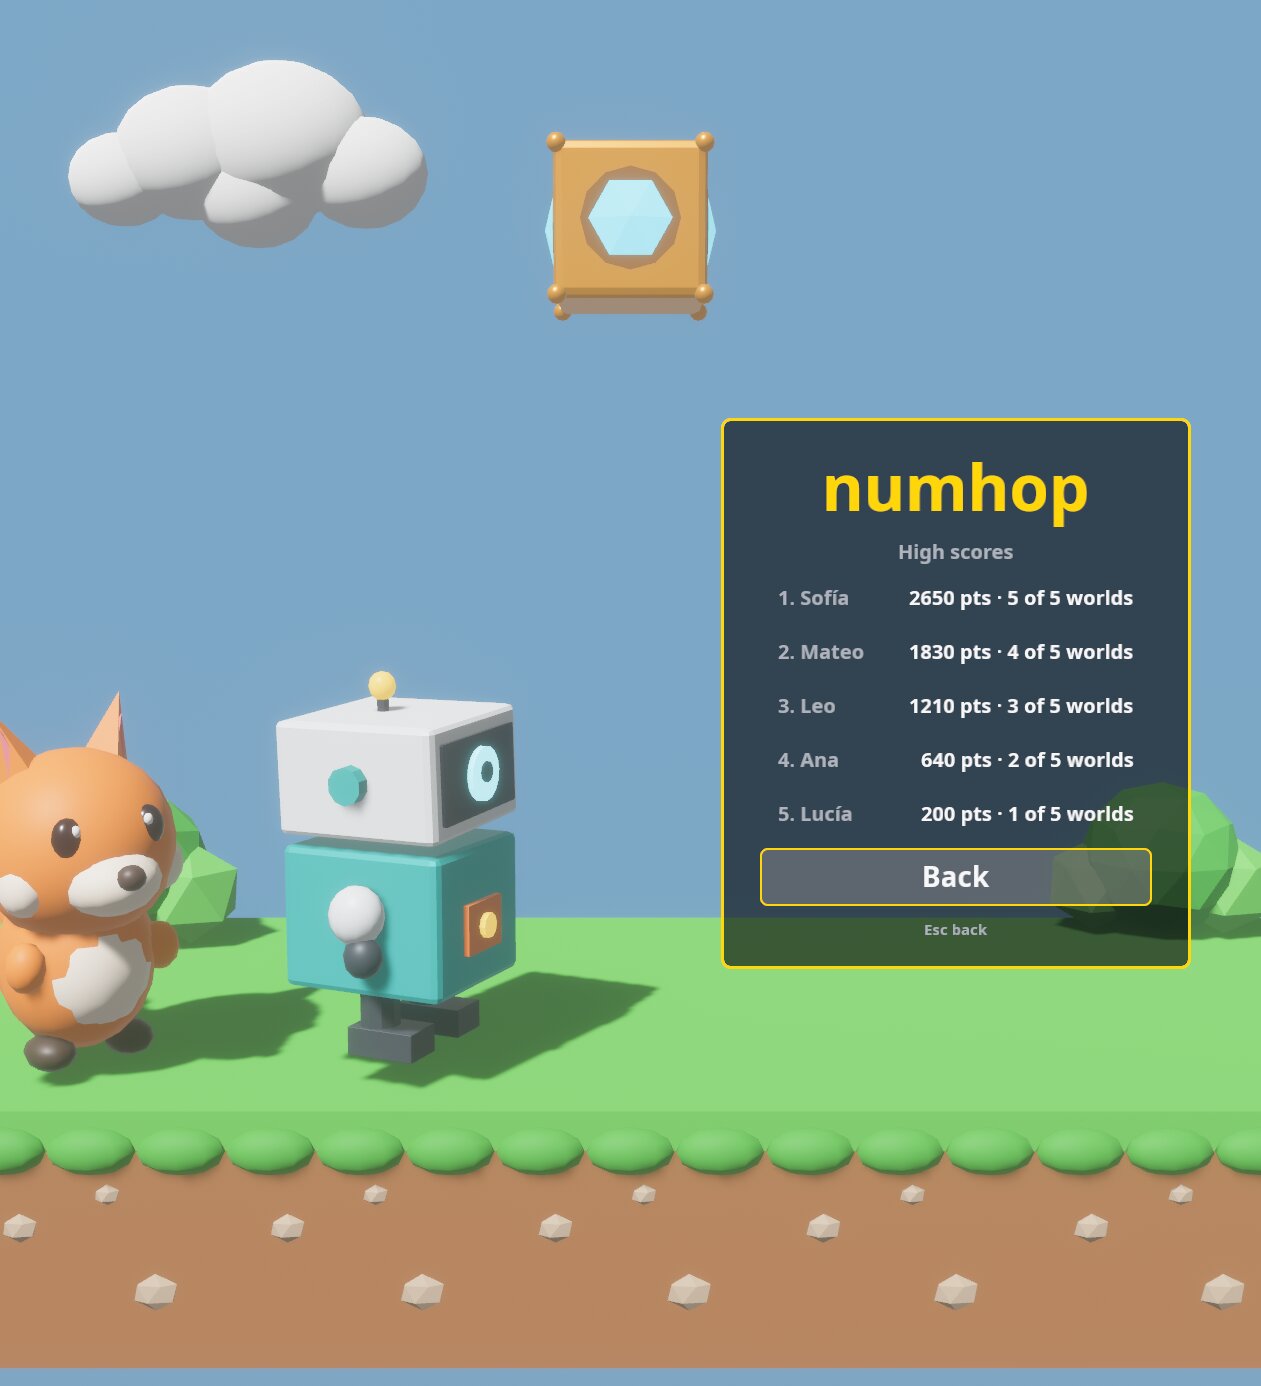 numhop
High scores
1. Sofía 2650 pts · 5 of 5 worlds
2. Mateo 1830 pts · 4 of 5 worlds
3. Leo 1210 pts · 3 of 5 worlds
4. Ana 640 pts · 2 of 5 worlds
5. Lucía 200 pts · 1 of 5 worlds
Back
Esc back